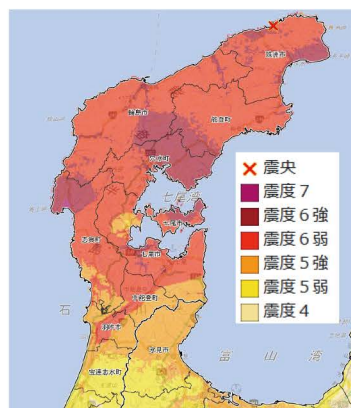 珠洲市
輪島市
能登町
穴水町
七尾湾
七尾市
志賀町
七尾市
中能登町
石
羽咋市
氷見市
宝達志水町
富山湾
震央
震度7
震度6強
震度6弱
震度5強
震度5弱
震度4